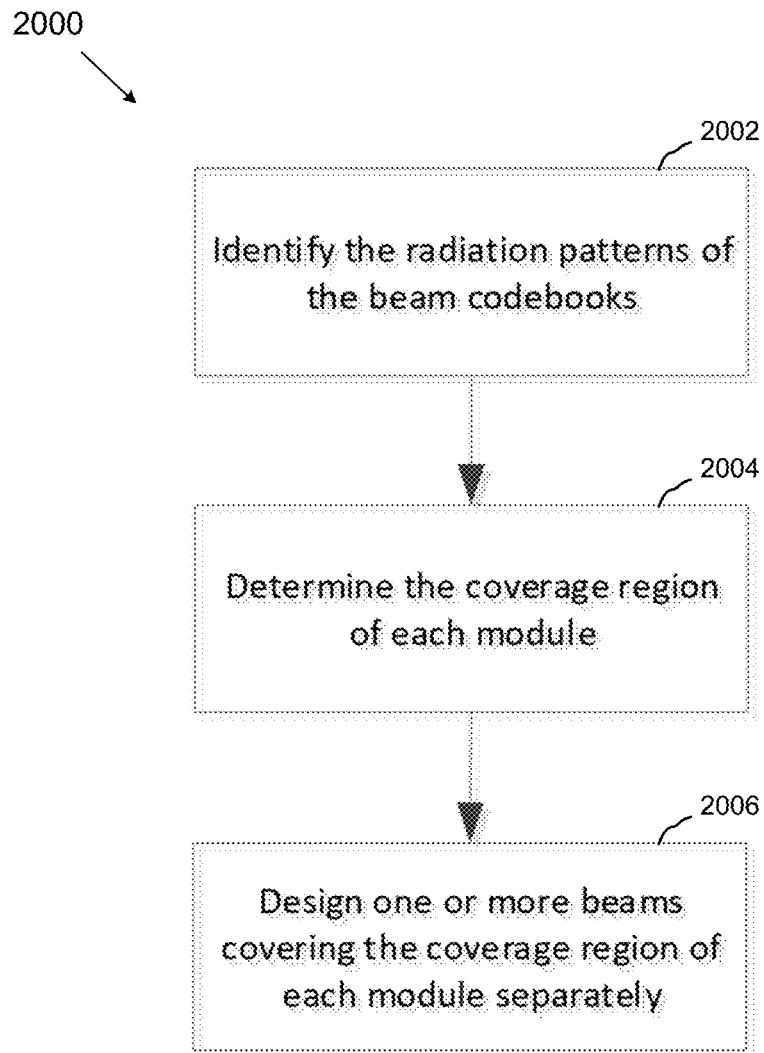 2000
2002
Identify the radiation patterns of
the beam codebooks
2004
Determine the coverage region
of each module
2006
Design one or more beams
covering the coverage region of
each module separately